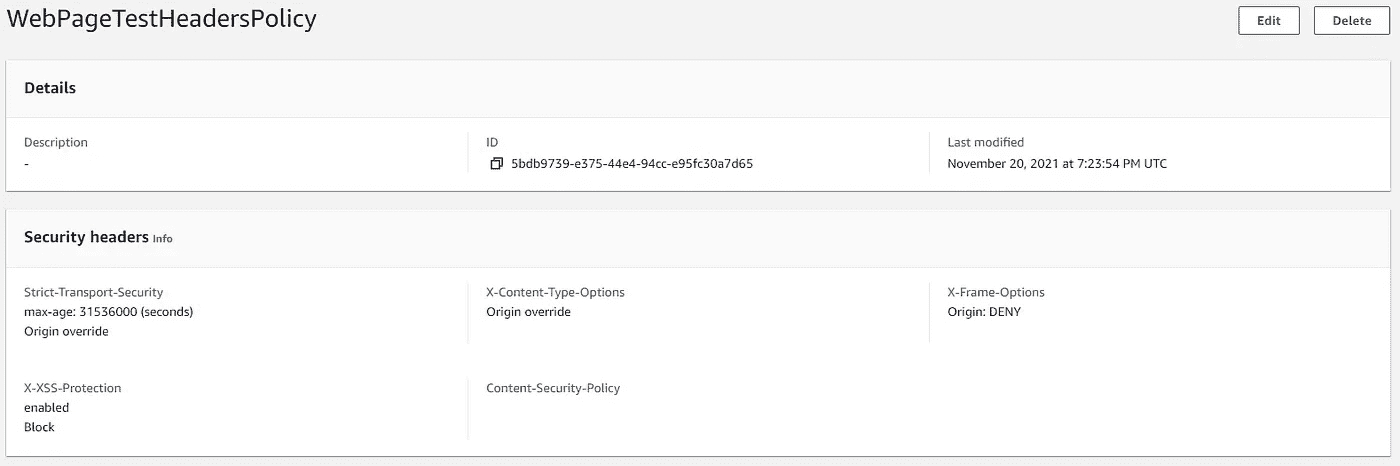 WebPageTestHeadersPolicy
Edit
Delete
Details
Description
-
ID
5bdb9739-e375-44e4-94cc-e95fc30a7d65
Last modified
November 20, 2021 at 7:23:54 PM UTC
Security headers Info
Strict-Transport-Security
max-age: 31536000 (seconds)
Origin override
X-Content-Type-Options
Origin override
X-Frame-Options
Origin: DENY
X-XSS-Protection
enabled
Block
Content-Security-Policy